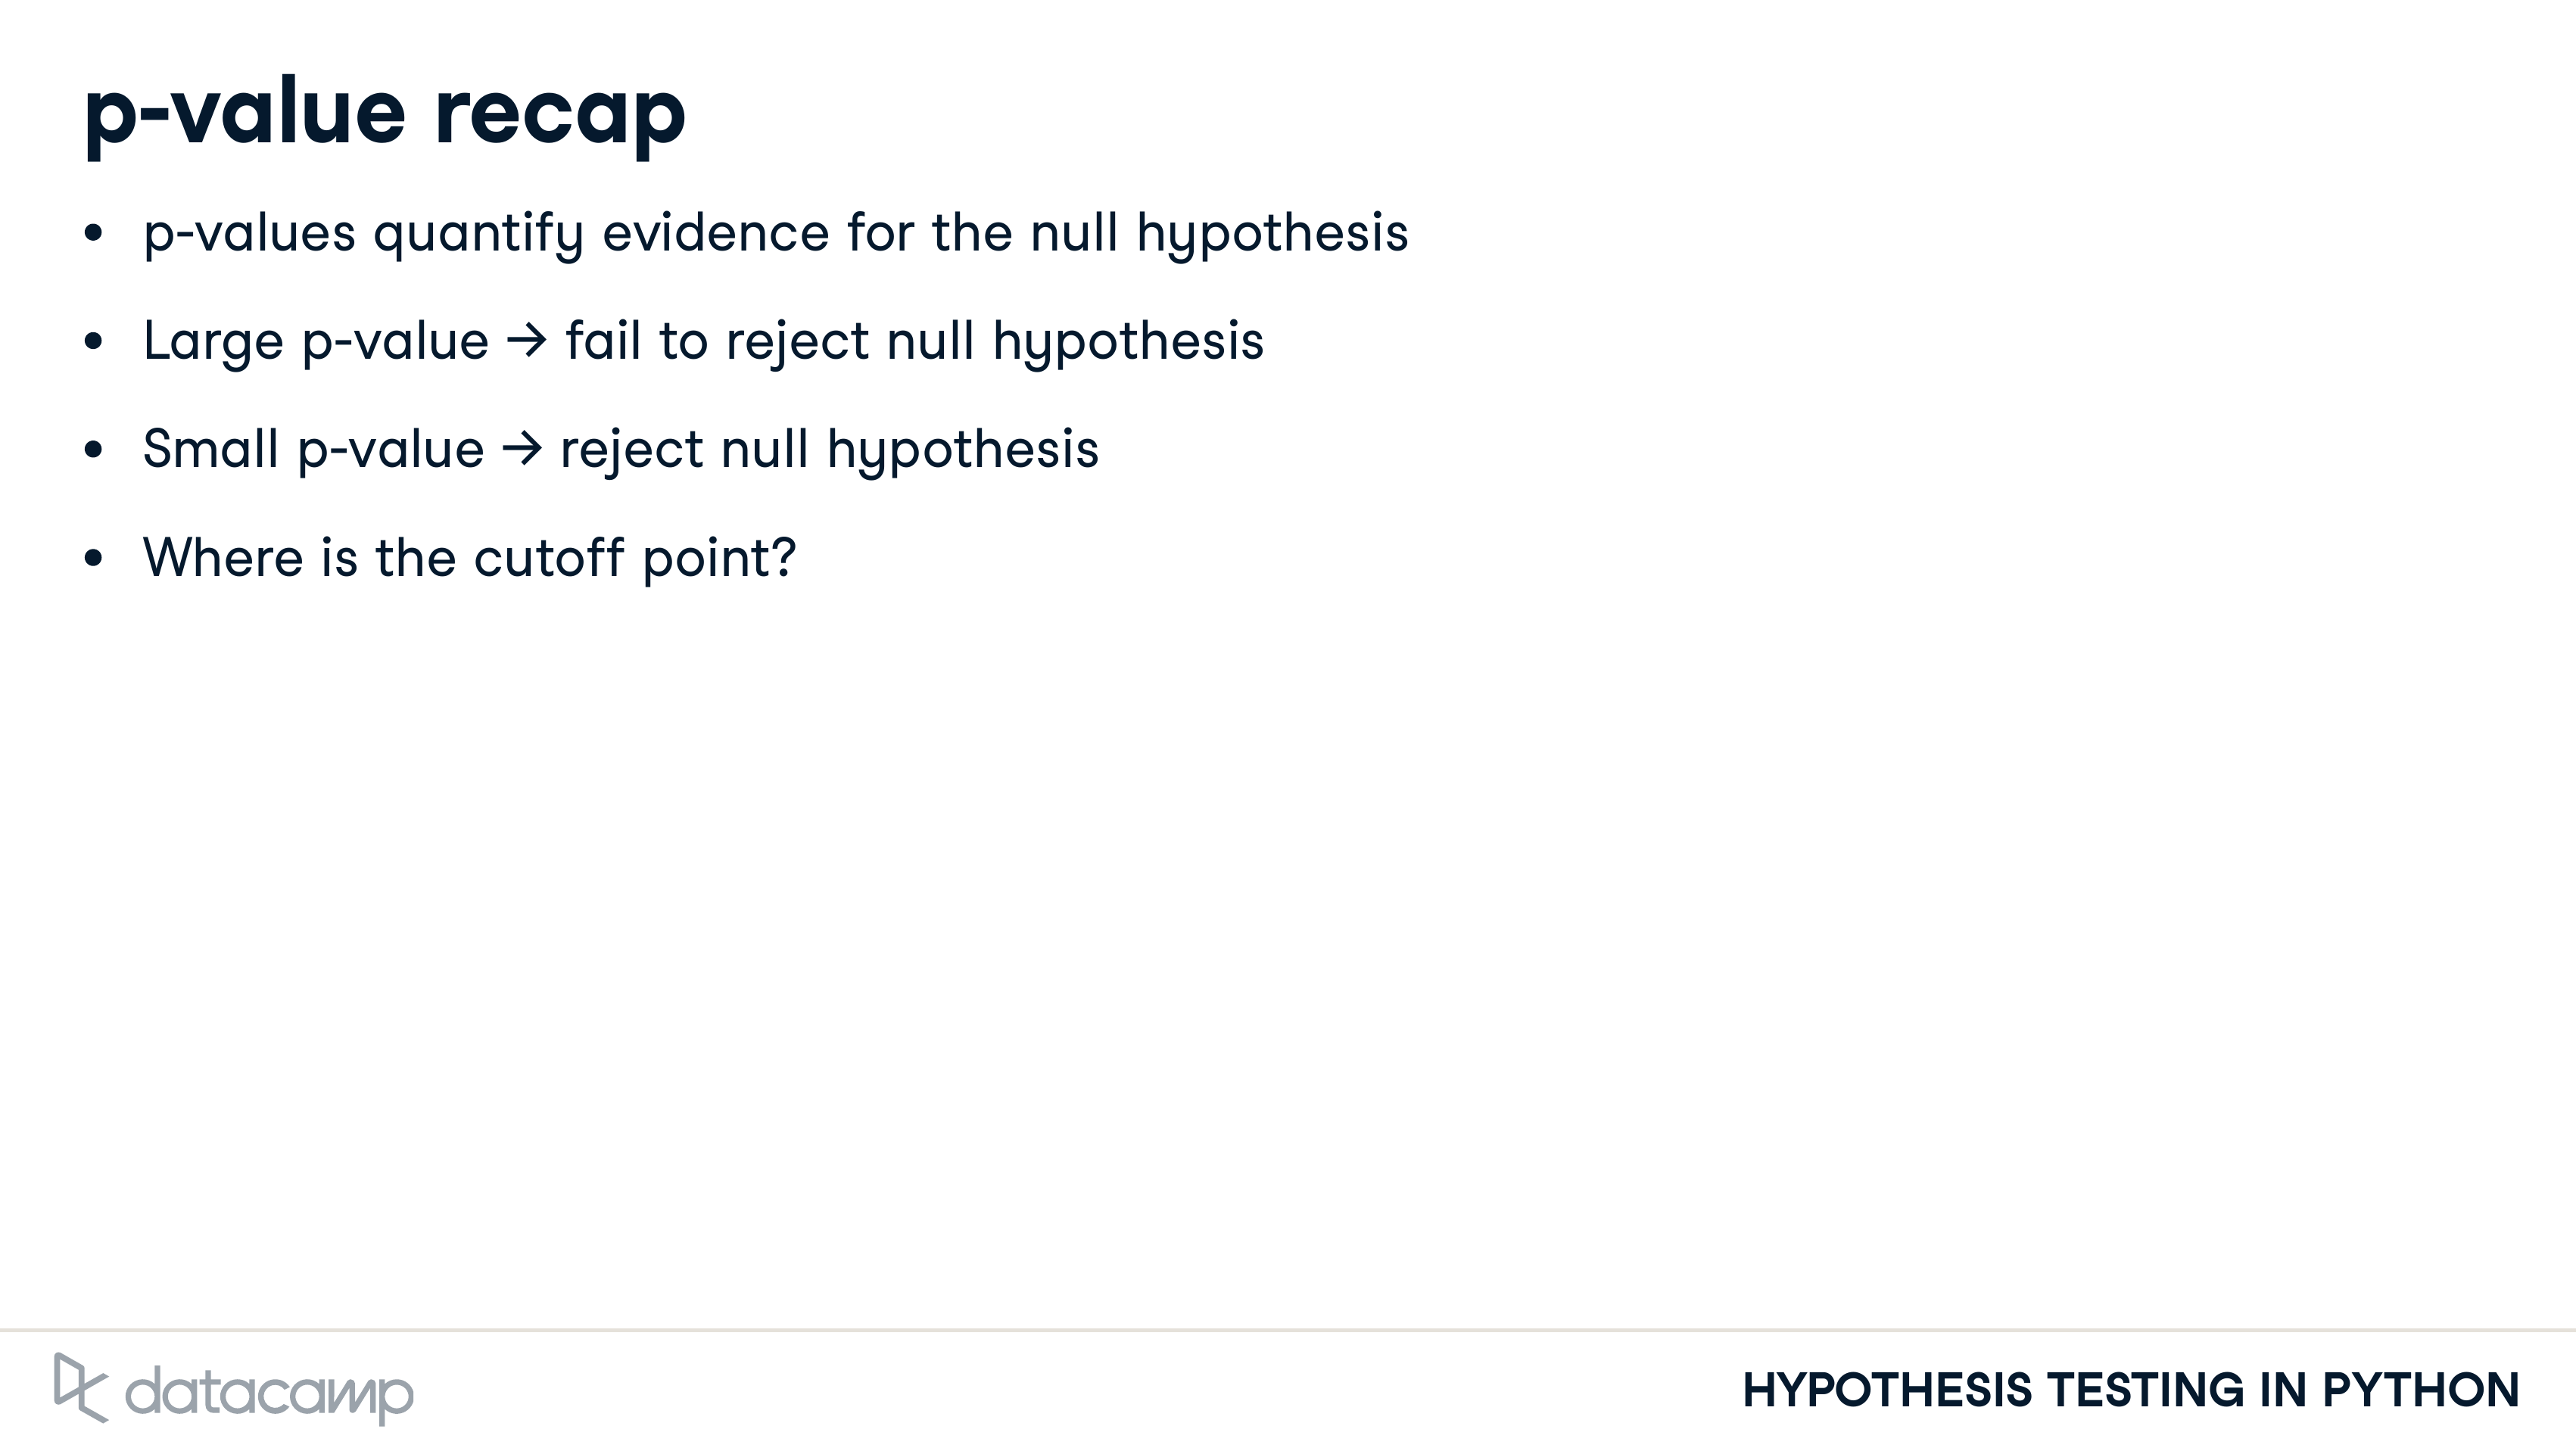 p-value recap
• p-values quantify evidence for the null hypothesis
• Large p-value → fail to reject null hypothesis
• Small p-value → reject null hypothesis
• Where is the cutoff point?
datacamp
HYPOTHESIS TESTING IN PYTHON